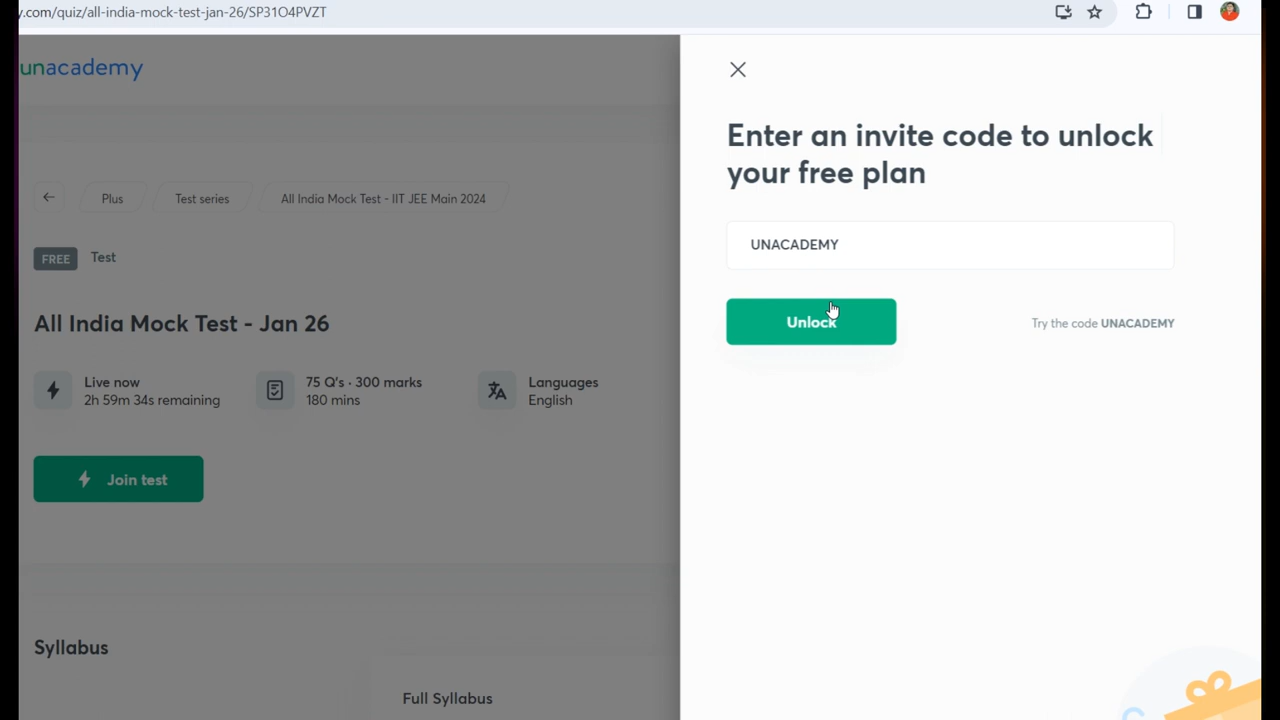 y.com/quiz/all-india-mock-test-jan-26/SP31O4PVZT
unacademy
Plus
Test series
All India Mock Test - IIT JEE Main 2024
FREE
Test
All India Mock Test - Jan 26
Live now
2h 59m 34s remaining
75 Q's · 300 marks
180 mins
Languages
English
Join test
Syllabus
Full Syllabus
Enter an invite code to unlock
your free plan
UNACADEMY
Unlock
Try the code UNACADEMY